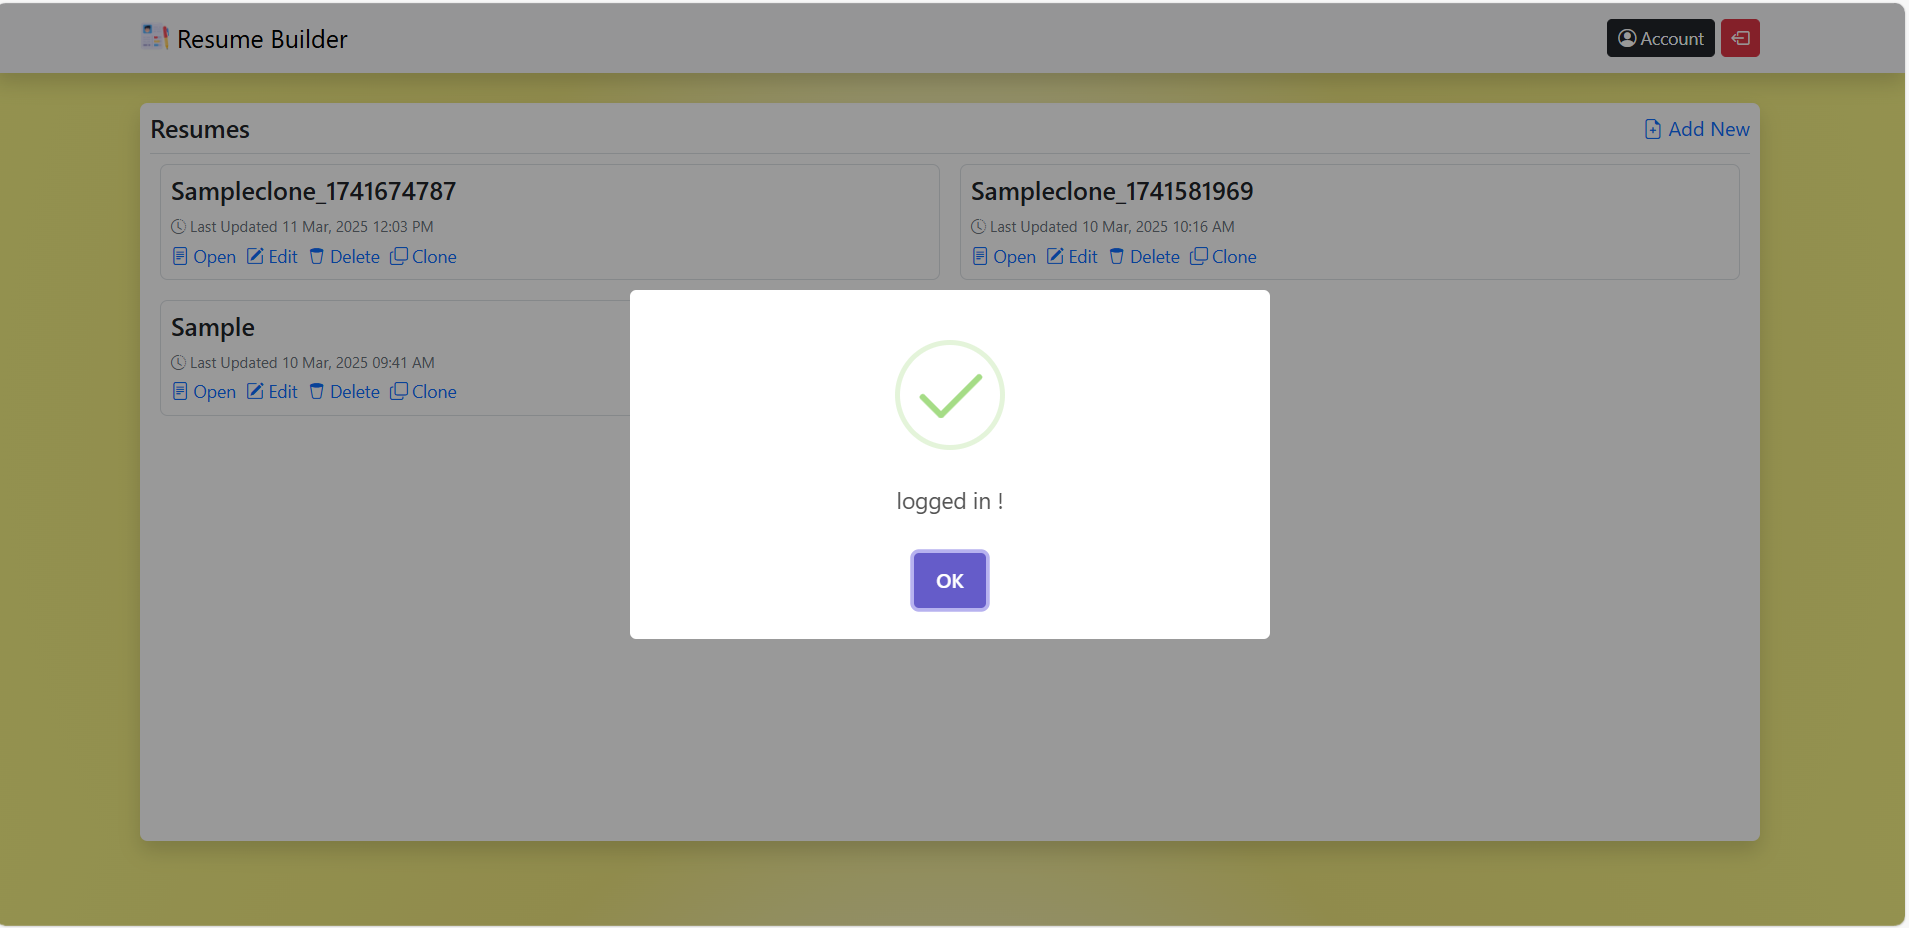 Resume Builder
Account
Resumes
Add New
Sampleclone_1741674787
Last Updated 11 Mar, 2025 12:03 PM
Open Edit Delete Clone
Sampleclone_1741581969
Last Updated 10 Mar, 2025 10:16 AM
Open Edit Delete Clone
Sample
Last Updated 10 Mar, 2025 09:41 AM
Open Edit Delete Clone
logged in !
OK